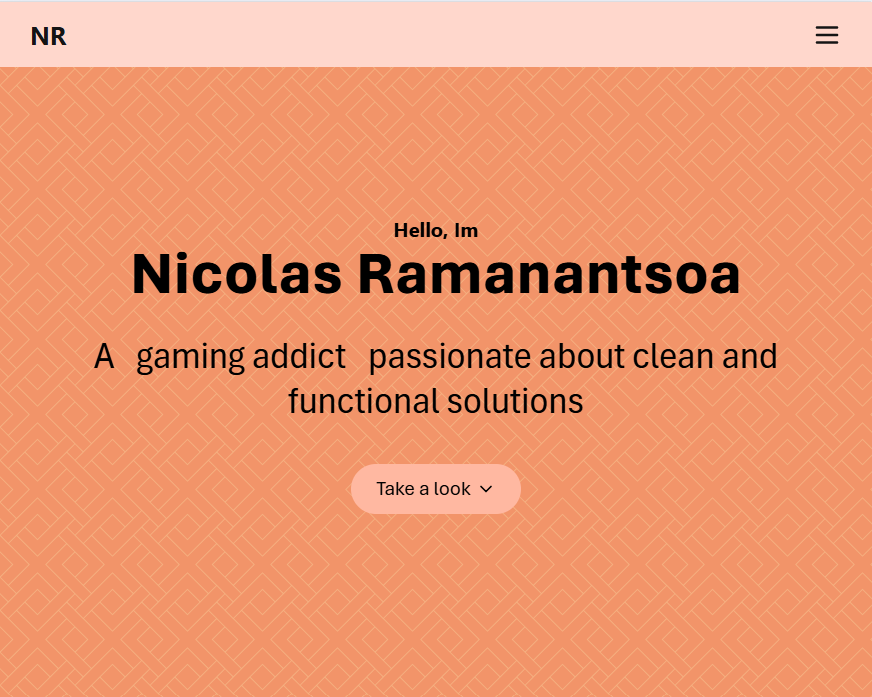 NR
Hello, Im
Nicolas Ramanantsoa
A gaming addict passionate about clean and
functional solutions
Take a look